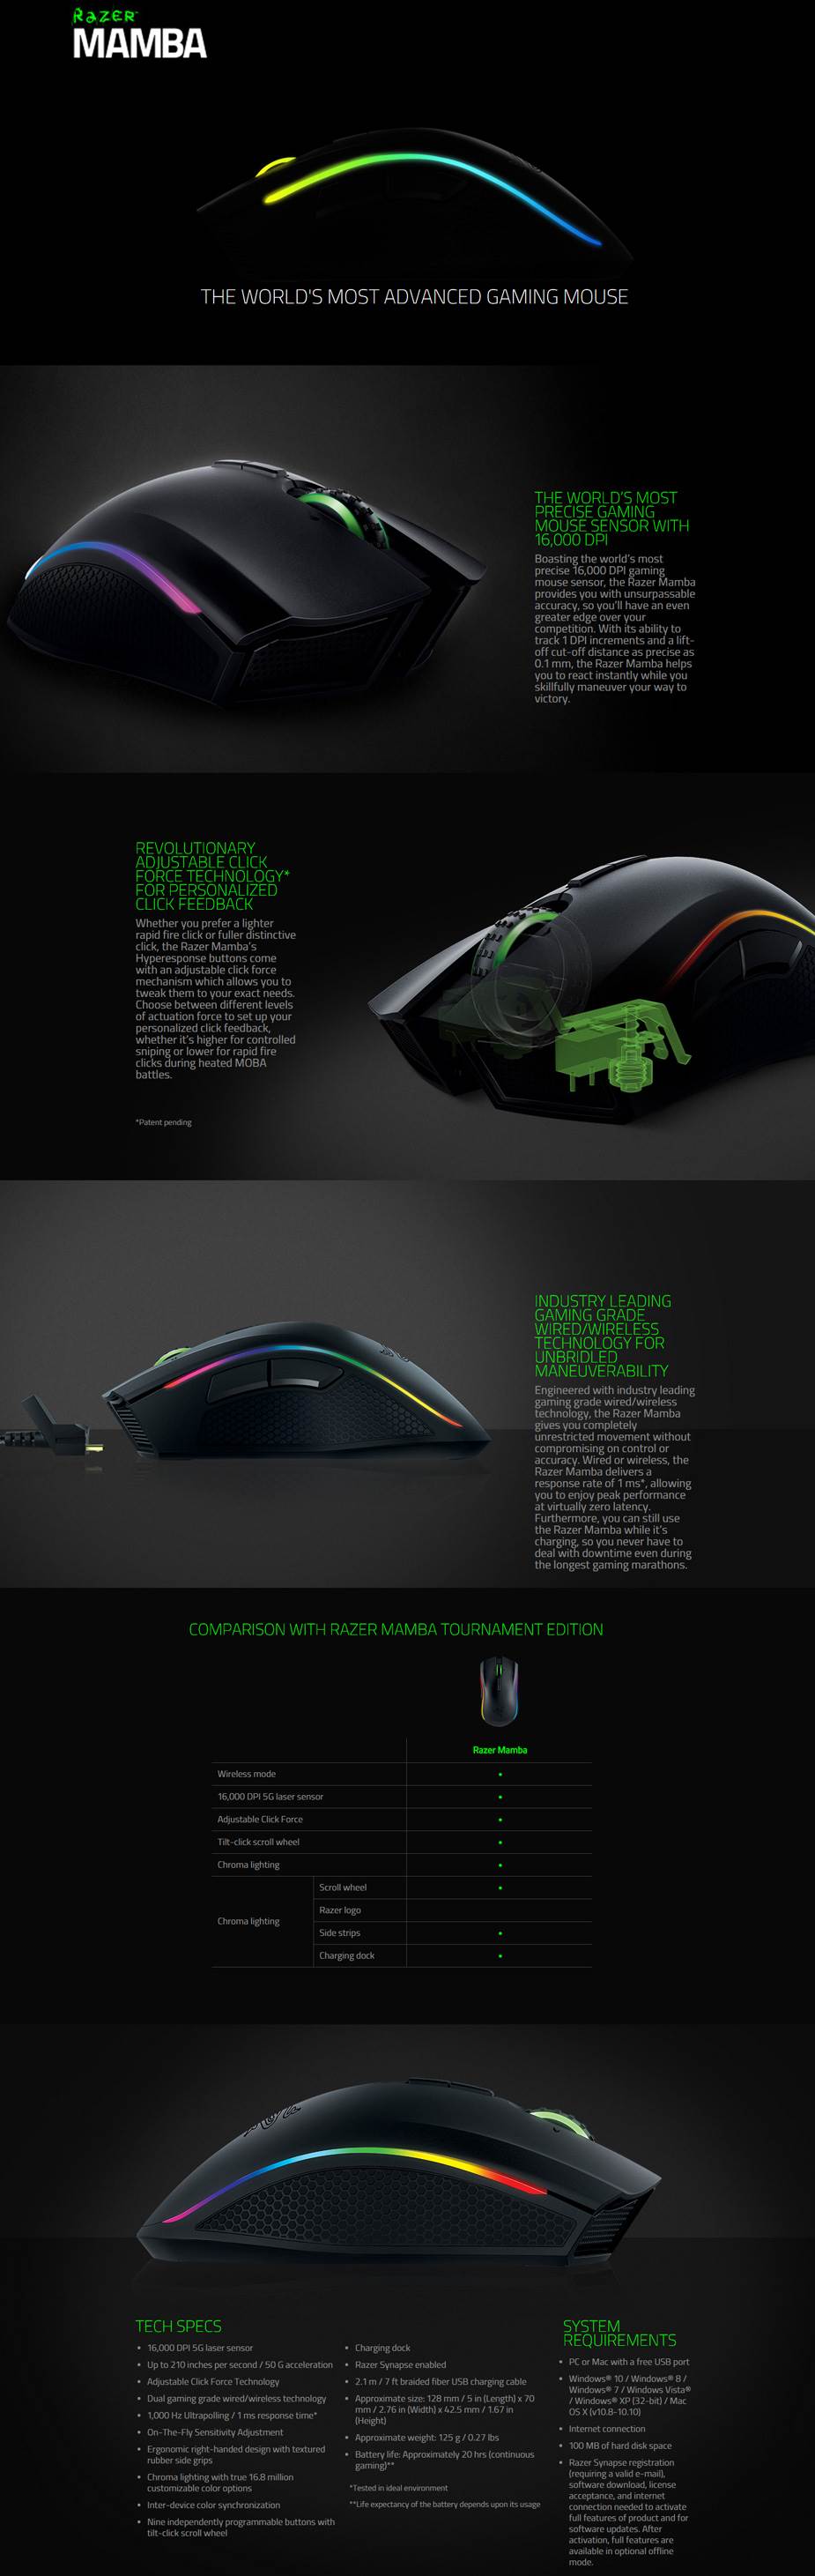 RAZER
MAMBA
THE WORLD'S MOST ADVANCED GAMING MOUSE
THE WORLD'S MOST
PRECISE GAMING
MOUSE SENSOR WITH
16,000 DPI
Boasting the world's most
precise 16,000 DPI gaming
mouse sensor, the Razer Mamba
provides you with unsurpassable
accuracy, so you'll have an even
greater edge over your
competition. With its ability to
track 1 DPI increments and a lift-
off cut-off distance as precise as
0.1 mm, the Razer Mamba helps
you to react instantly while you
skillfully maneuver your way to
victory.
REVOLUTIONARY
ADJUSTABLE CLICK
FORCE TECHNOLOGY*
FOR PERSONALIZED
CLICK FEEDBACK
Whether you prefer a lighter
rapid fire click or fuller distinctive
click, the Razer Mamba's
Hyperesponse buttons come
with an adjustable click force
mechanism which allows you to
tweak them to your exact needs.
Choose between different levels
of actuation force to set up your
personalized click feedback,
whether it's higher for controlled
sniping or lower for rapid fire
clicks during heated MOBA
battles.
*Patent pending
INDUSTRY LEADING
GAMING GRADE
WIRED/WIRELESS
TECHNOLOGY FOR
UNBRIDLED
MANEUVERABILITY
Engineered with industry leading
gaming grade wired/wireless
technology, the Razer Mamba
gives you completely
unrestricted movement without
compromising on control or
accuracy. Wired or wireless, the
Razer Mamba delivers a
response rate of 1 ms*, allowing
you to enjoy peak performance
at virtually zero latency.
Furthermore, you can still use
the Razer Mamba while it's
charging, so you never have to
deal with downtime even during
the longest gaming marathons.
COMPARISON WITH RAZER MAMBA TOURNAMENT EDITION
Razer Mamba
Wireless mode •
16,000 DPI 5G laser sensor •
Adjustable Click Force •
Tilt-click scroll wheel •
Chroma lighting •
Chroma lighting
Scroll wheel •
Razer logo
Side strips •
Charging dock •
TECH SPECS
• 16,000 DPI 5G laser sensor
• Up to 210 inches per second / 50 G acceleration
• Adjustable Click Force Technology
• Dual gaming grade wired/wireless technology
• 1,000 Hz Ultrapolling / 1 ms response time*
• On-The-Fly Sensitivity Adjustment
• Ergonomic right-handed design with textured
rubber side grips
• Chroma lighting with true 16.8 million
customizable color options
• Inter-device color synchronization
• Nine independently programmable buttons with
tilt-click scroll wheel
• Charging dock
• Razer Synapse enabled
• 2.1 m / 7 ft braided fiber USB charging cable
• Approximate size: 128 mm / 5 in (Length) x 70
mm / 2.76 in (Width) x 42.5 mm / 1.67 in
(Height)
• Approximate weight: 125 g / 0.27 lbs
• Battery life: Approximately 20 hrs (continuous
gaming)**
*Tested in ideal environment
**Life expectancy of the battery depends upon its usage
SYSTEM
REQUIREMENTS
• PC or Mac with a free USB port
• Windows® 10 / Windows® 8 /
Windows® 7 / Windows Vista®
/ Windows® XP (32-bit) / Mac
OS X (v10.8-10.10)
• Internet connection
• 100 MB of hard disk space
• Razer Synapse registration
(requiring a valid e-mail),
software download, license
acceptance, and internet
connection needed to activate
full features of product and for
software updates. After
activation, full features are
available in optional offline
mode.